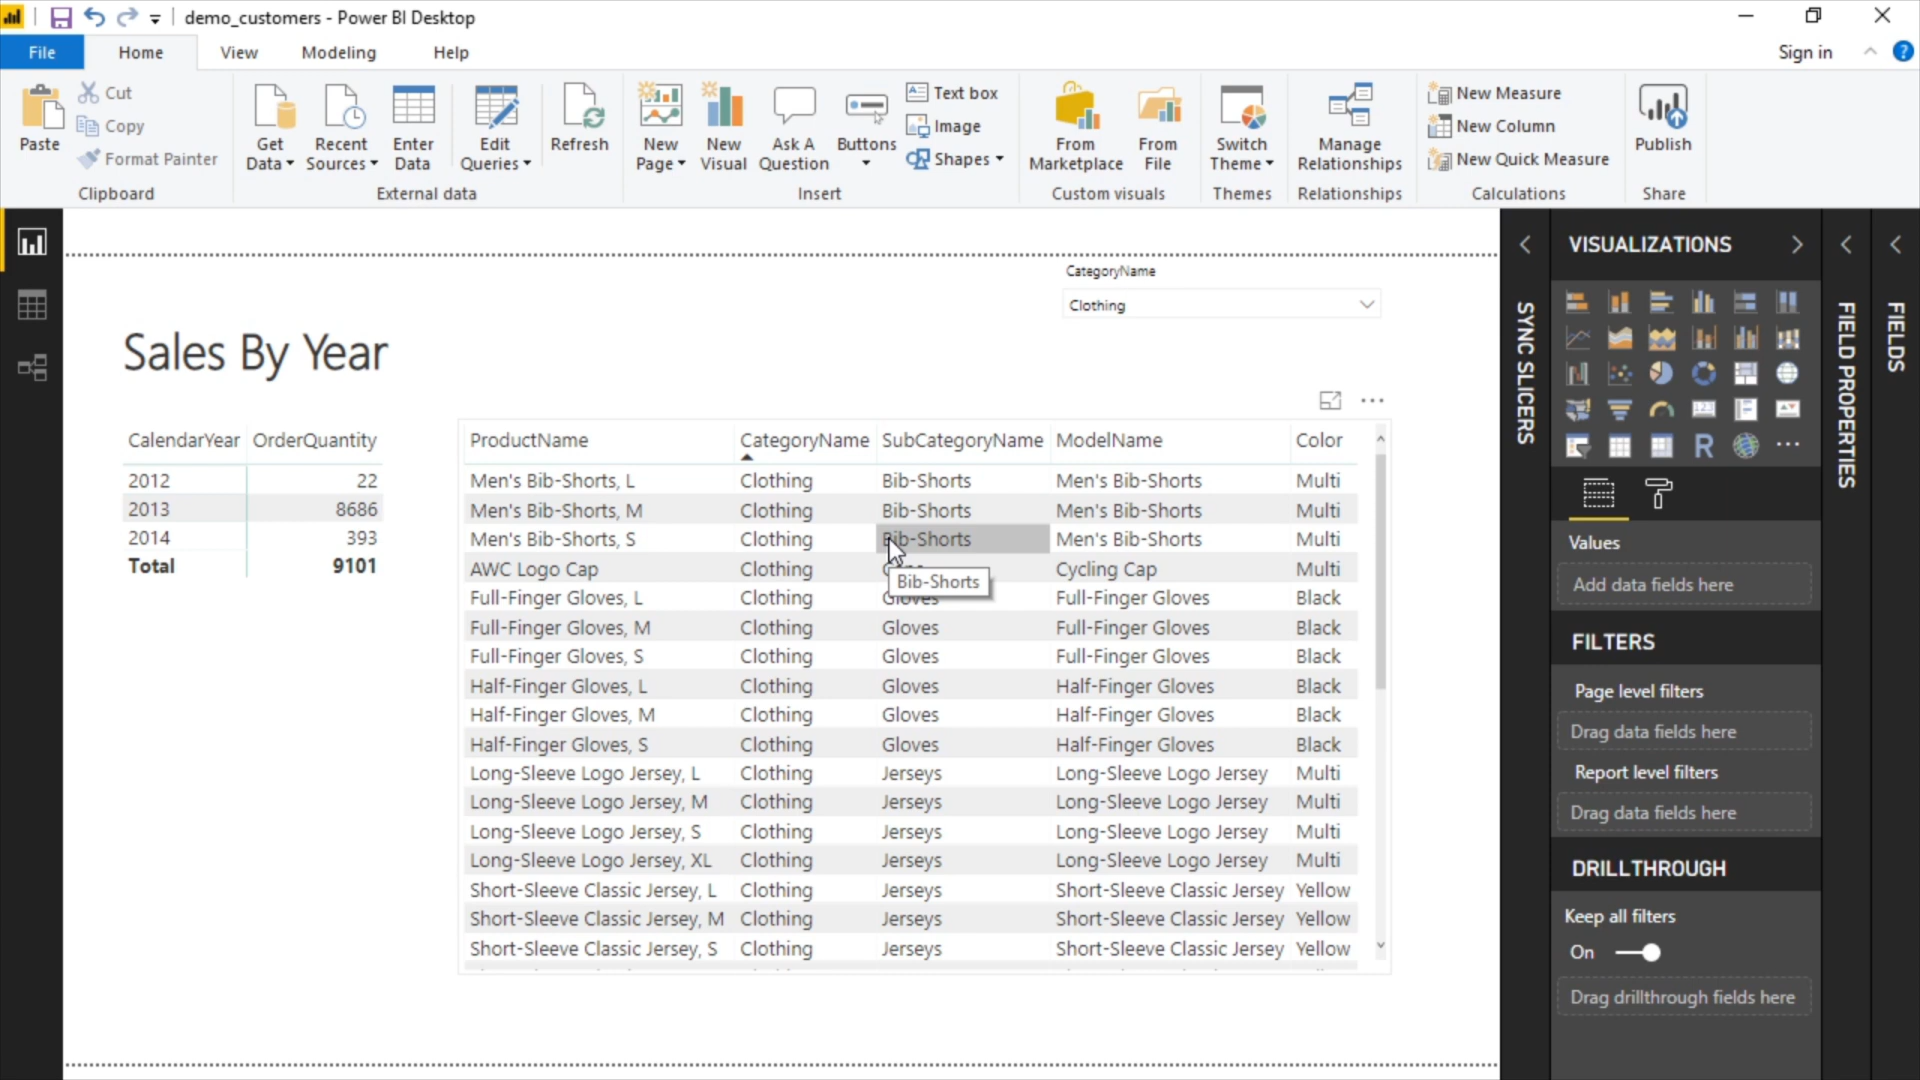 demo_customers - Power BI Desktop
File Home View Modeling Help Sign in
Paste
Cut
Copy
Format Painter
Clipboard
Get Data
Recent Sources
Enter Data
Edit Queries
Refresh
External data
New Page
New Visual
Ask A Question
Buttons
Text box
Image
Shapes
Insert
From Marketplace
From File
Custom visuals
Switch Theme
Themes
Manage Relationships
Relationships
New Measure
New Column
New Quick Measure
Calculations
Publish
Share
CategoryName
Clothing
Sales By Year
CalendarYear OrderQuantity
2012 22
2013 8686
2014 393
Total 9101
ProductName CategoryName SubCategoryName ModelName Color
Men's Bib-Shorts, L Clothing Bib-Shorts Men's Bib-Shorts Multi
Men's Bib-Shorts, M Clothing Bib-Shorts Men's Bib-Shorts Multi
Men's Bib-Shorts, S Clothing Bib-Shorts Men's Bib-Shorts Multi
AWC Logo Cap Clothing Cycling Cap Multi
Bib-Shorts
Full-Finger Gloves, L Clothing Gloves Full-Finger Gloves Black
Full-Finger Gloves, M Clothing Gloves Full-Finger Gloves Black
Full-Finger Gloves, S Clothing Gloves Full-Finger Gloves Black
Half-Finger Gloves, L Clothing Gloves Half-Finger Gloves Black
Half-Finger Gloves, M Clothing Gloves Half-Finger Gloves Black
Half-Finger Gloves, S Clothing Gloves Half-Finger Gloves Black
Long-Sleeve Logo Jersey, L Clothing Jerseys Long-Sleeve Logo Jersey Multi
Long-Sleeve Logo Jersey, M Clothing Jerseys Long-Sleeve Logo Jersey Multi
Long-Sleeve Logo Jersey, S Clothing Jerseys Long-Sleeve Logo Jersey Multi
Long-Sleeve Logo Jersey, XL Clothing Jerseys Long-Sleeve Logo Jersey Multi
Short-Sleeve Classic Jersey, L Clothing Jerseys Short-Sleeve Classic Jersey Yellow
Short-Sleeve Classic Jersey, M Clothing Jerseys Short-Sleeve Classic Jersey Yellow
Short-Sleeve Classic Jersey, S Clothing Jerseys Short-Sleeve Classic Jersey Yellow
SYNC SLICERS
VISUALIZATIONS
R
Values
Add data fields here
FILTERS
Page level filters
Drag data fields here
Report level filters
Drag data fields here
DRILLTHROUGH
Keep all filters
On
Drag drillthrough fields here
FIELD PROPERTIES
FIELDS